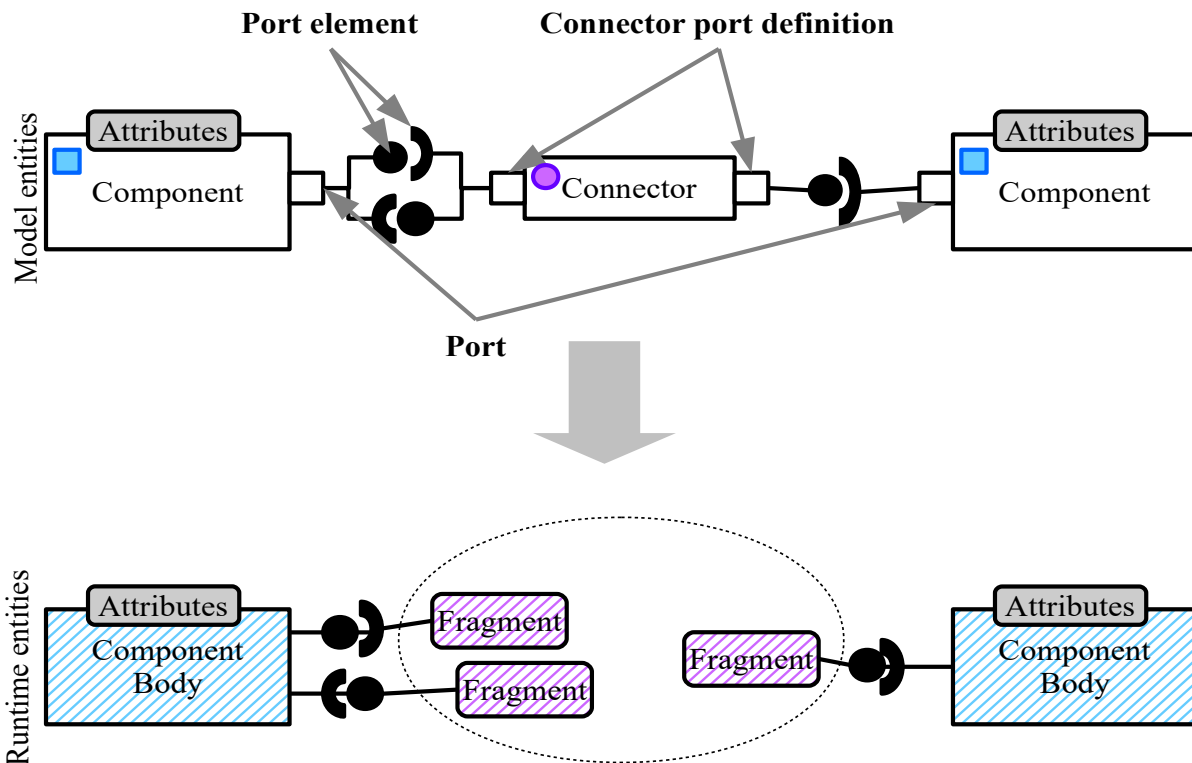 Port element
Connector port definition
Model entities
Attributes
Component
Connector
Attributes
Component
Port
Runtime entities
Attributes
Component
Body
Fragment
Fragment
Fragment
Attributes
Component
Body